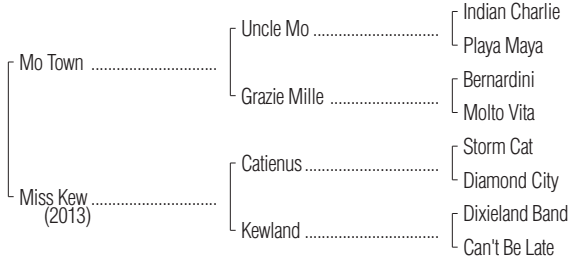 Indian Charlie
Uncle Mo ................................
Playa Maya
Mo Town ................................
Bernardini
Grazie Mille ............................
Molto Vita
Storm Cat
Catienus ..................................
Diamond City
Miss Kew ................................
(2013)
Dixieland Band
Kewland ..................................
Can't Be Late